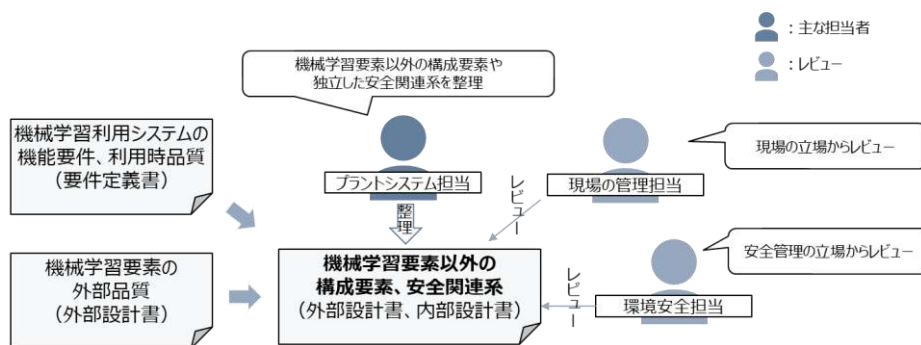 ：主な担当者
：レビュー
機械学習要素以外の構成要素や
独立した安全関連系を整理
機械学習利用システムの
機能要件、利用時品質
（要件定義書）
プラントシステム担当
整理
現場の管理担当
レビュー
現場の立場からレビュー
機械学習要素の
外部品質
（外部設計書）
機械学習要素以外の
構成要素、安全関連系
（外部設計書、内部設計書）
レビュー
環境安全担当
安全管理の立場からレビュー